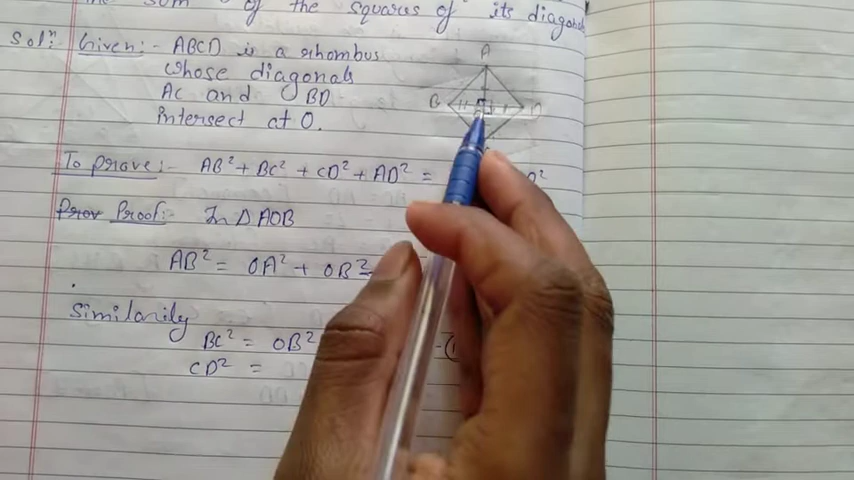 the sum of the squares of its diagonals
Sol^n: Given:- ABCD is a rhombus
whose diagonals
AC and BD
intersect at O.
A
B
To prove:- AB² + BC² + CD² + AD² =
Prov Proof:- In Δ AOB
AB² = OA² + OB²
Similarily
BC² = OB²
CD² =